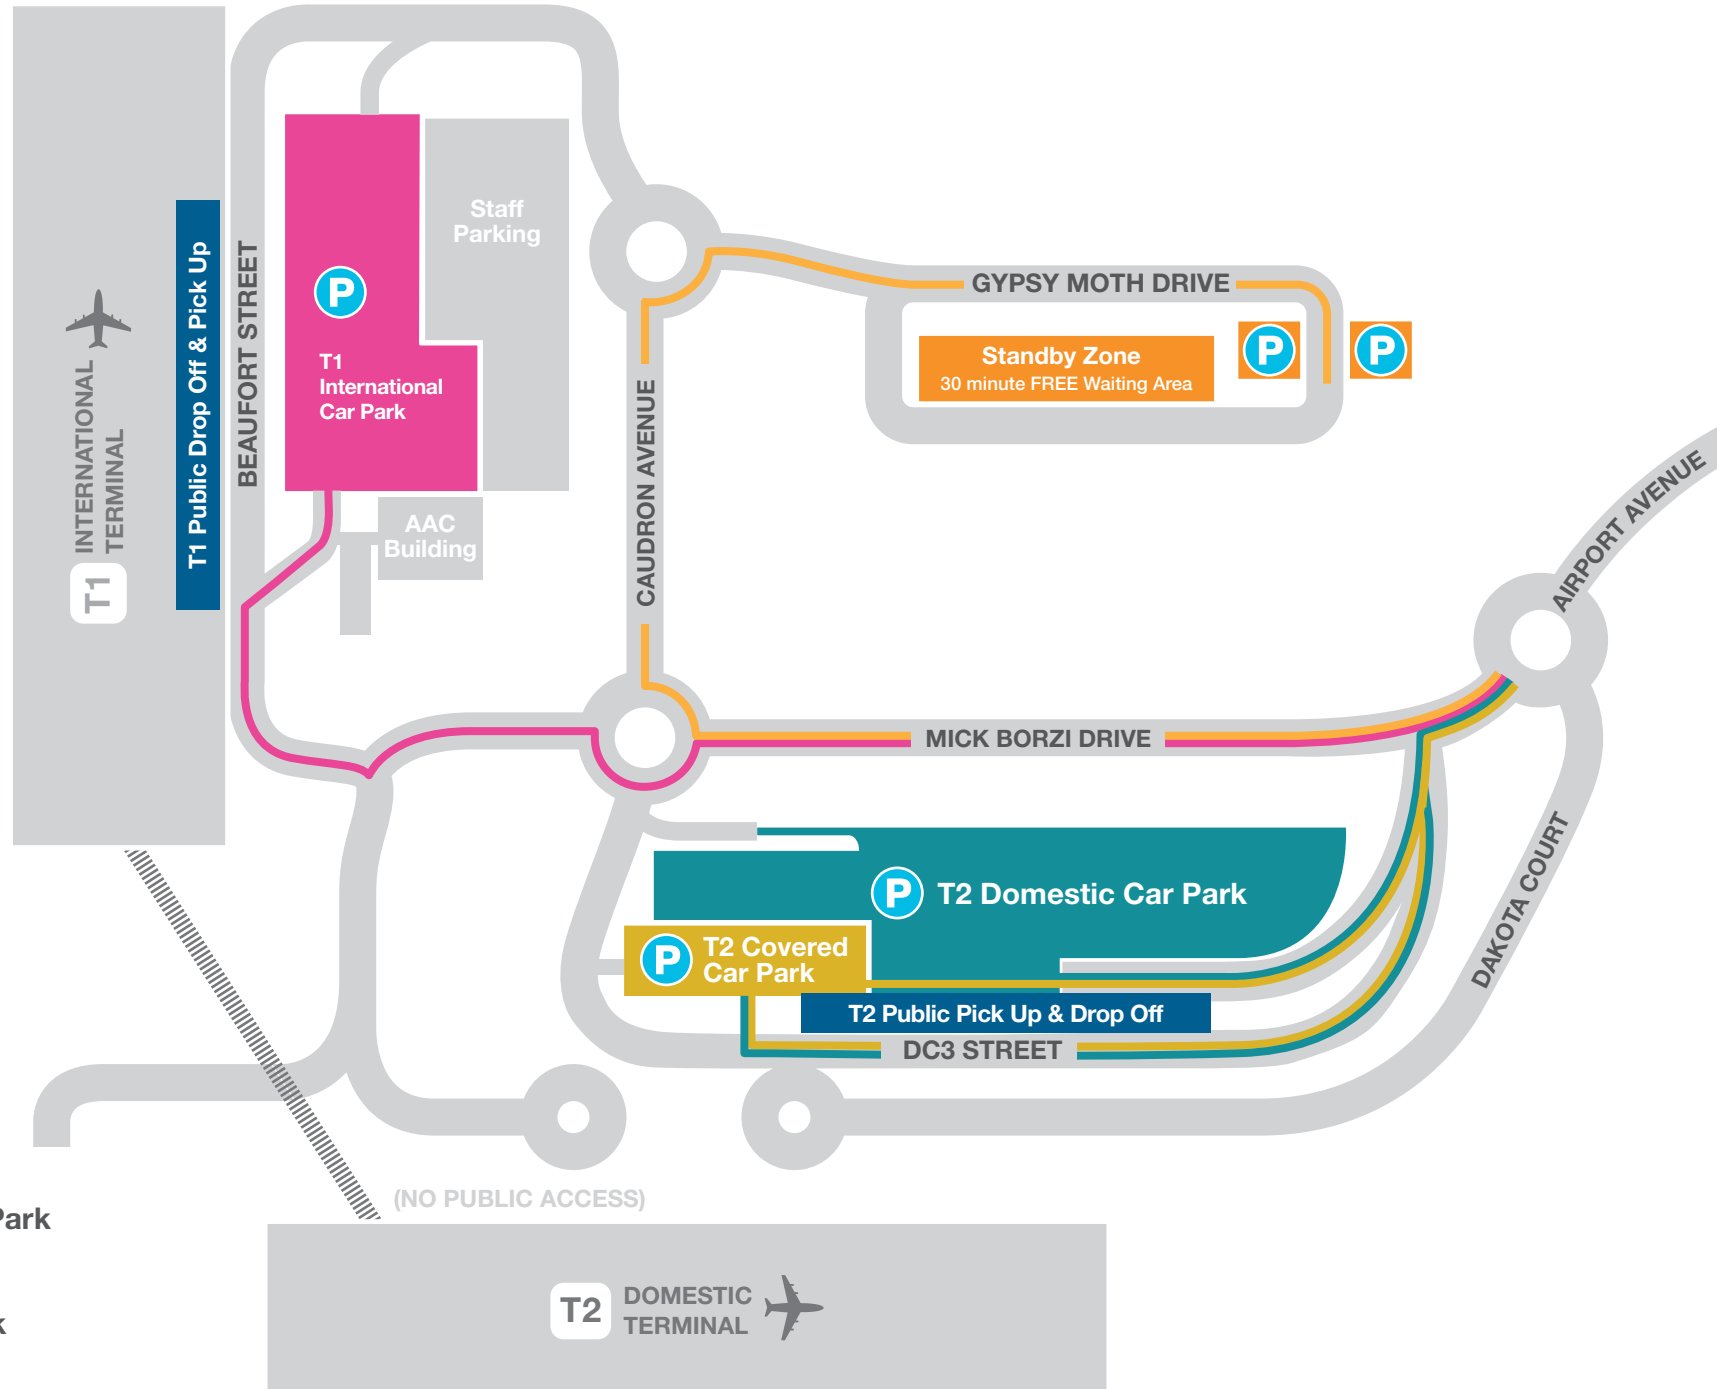 Staff
Parking
T1 Public Drop Off & Pick Up
BEAUFORT STREET
P
T1
International
Car Park
INTERNATIONAL
TERMINAL
T1
AAC
Building
CAUDRON AVENUE
GYPSY MOTH DRIVE
Standby Zone
30 minute FREE Waiting Area
P
P
AIRPORT AVENUE
MICK BORZI DRIVE
DAKOTA COURT
P
T2 Domestic Car Park
P
T2 Covered
Car Park
T2 Public Pick Up & Drop Off
DC3 STREET
(NO PUBLIC ACCESS)
Park
T2
DOMESTIC
TERMINAL
k